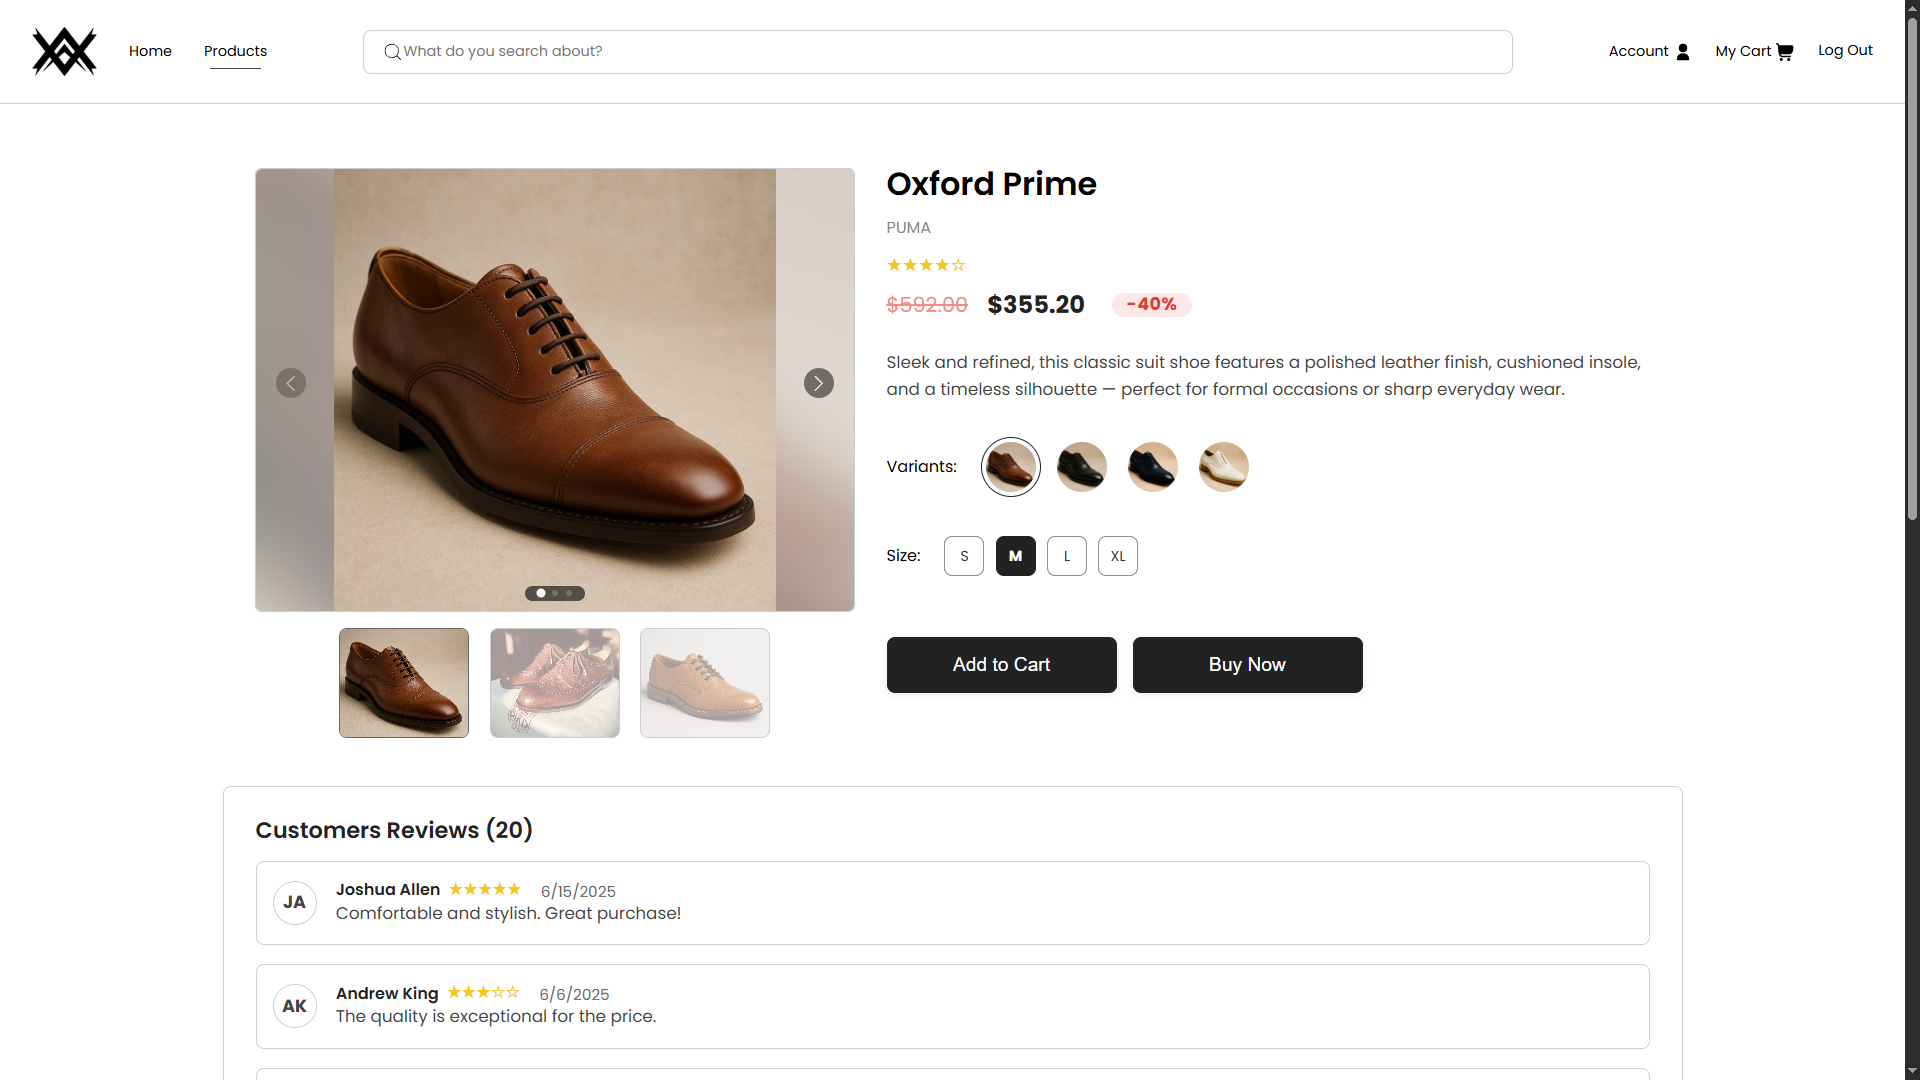 Home
Products
What do you search about?
Account
My Cart
Log Out
Oxford Prime
PUMA
★★★★☆
$592.00 $355.20 -40%
Sleek and refined, this classic suit shoe features a polished leather finish, cushioned insole,
and a timeless silhouette — perfect for formal occasions or sharp everyday wear.
Variants:
Size: S M L XL
Add to Cart
Buy Now
Customers Reviews (20)
JA
Joshua Allen ★★★★★ 6/15/2025
Comfortable and stylish. Great purchase!
AK
Andrew King ★★★☆☆ 6/6/2025
The quality is exceptional for the price.